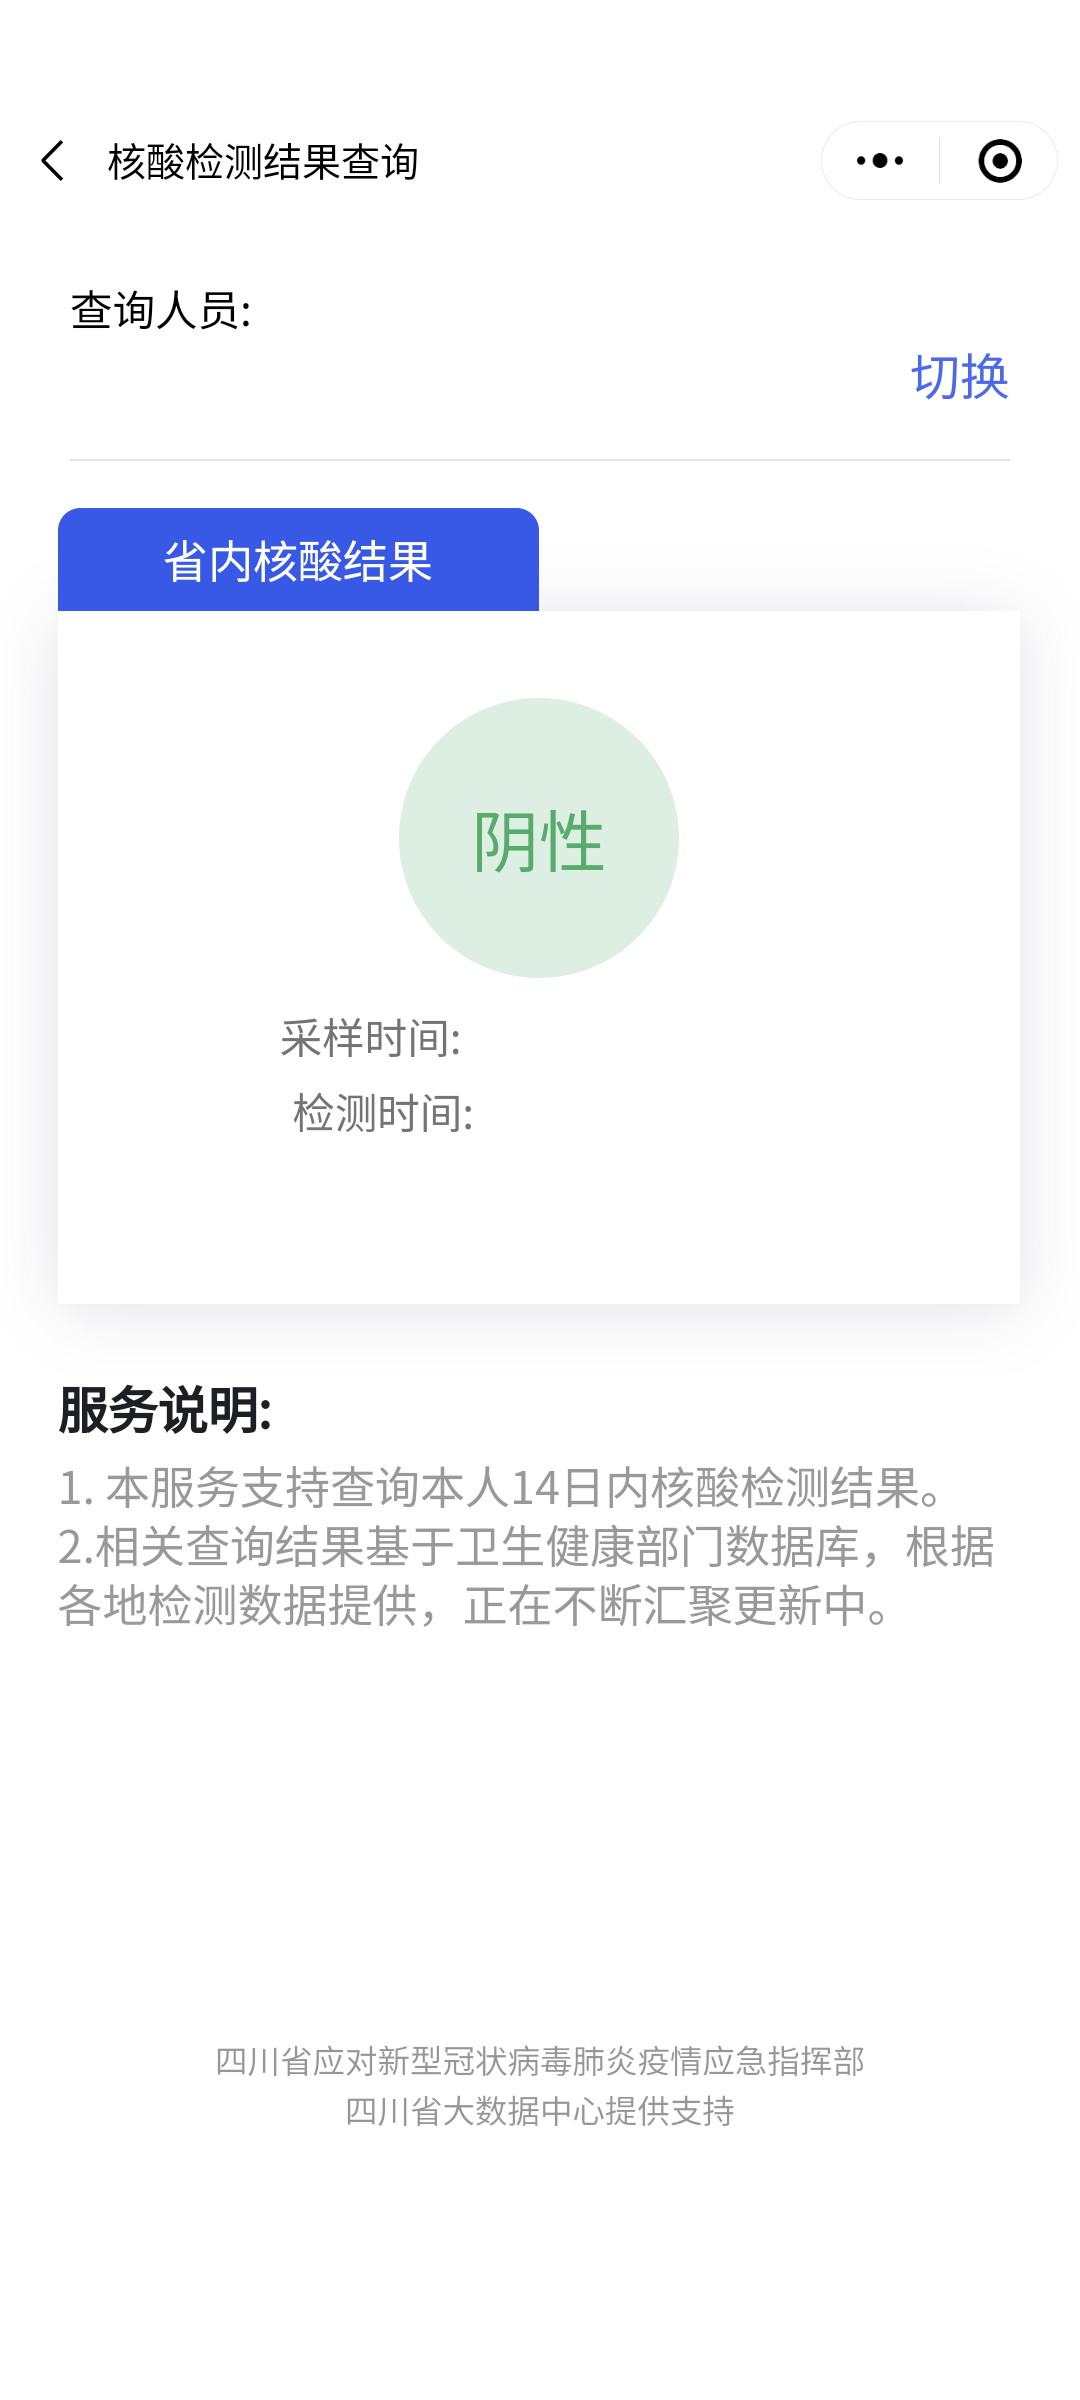 核酸检测结果查询
查询人员:
切换
省内核酸结果
阴性
采样时间:
检测时间:
服务说明:
1. 本服务支持查询本人14日内核酸检测结果。
2.相关查询结果基于卫生健康部门数据库，根据
各地检测数据提供，正在不断汇聚更新中。
四川省应对新型冠状病毒肺炎疫情应急指挥部
四川省大数据中心提供支持